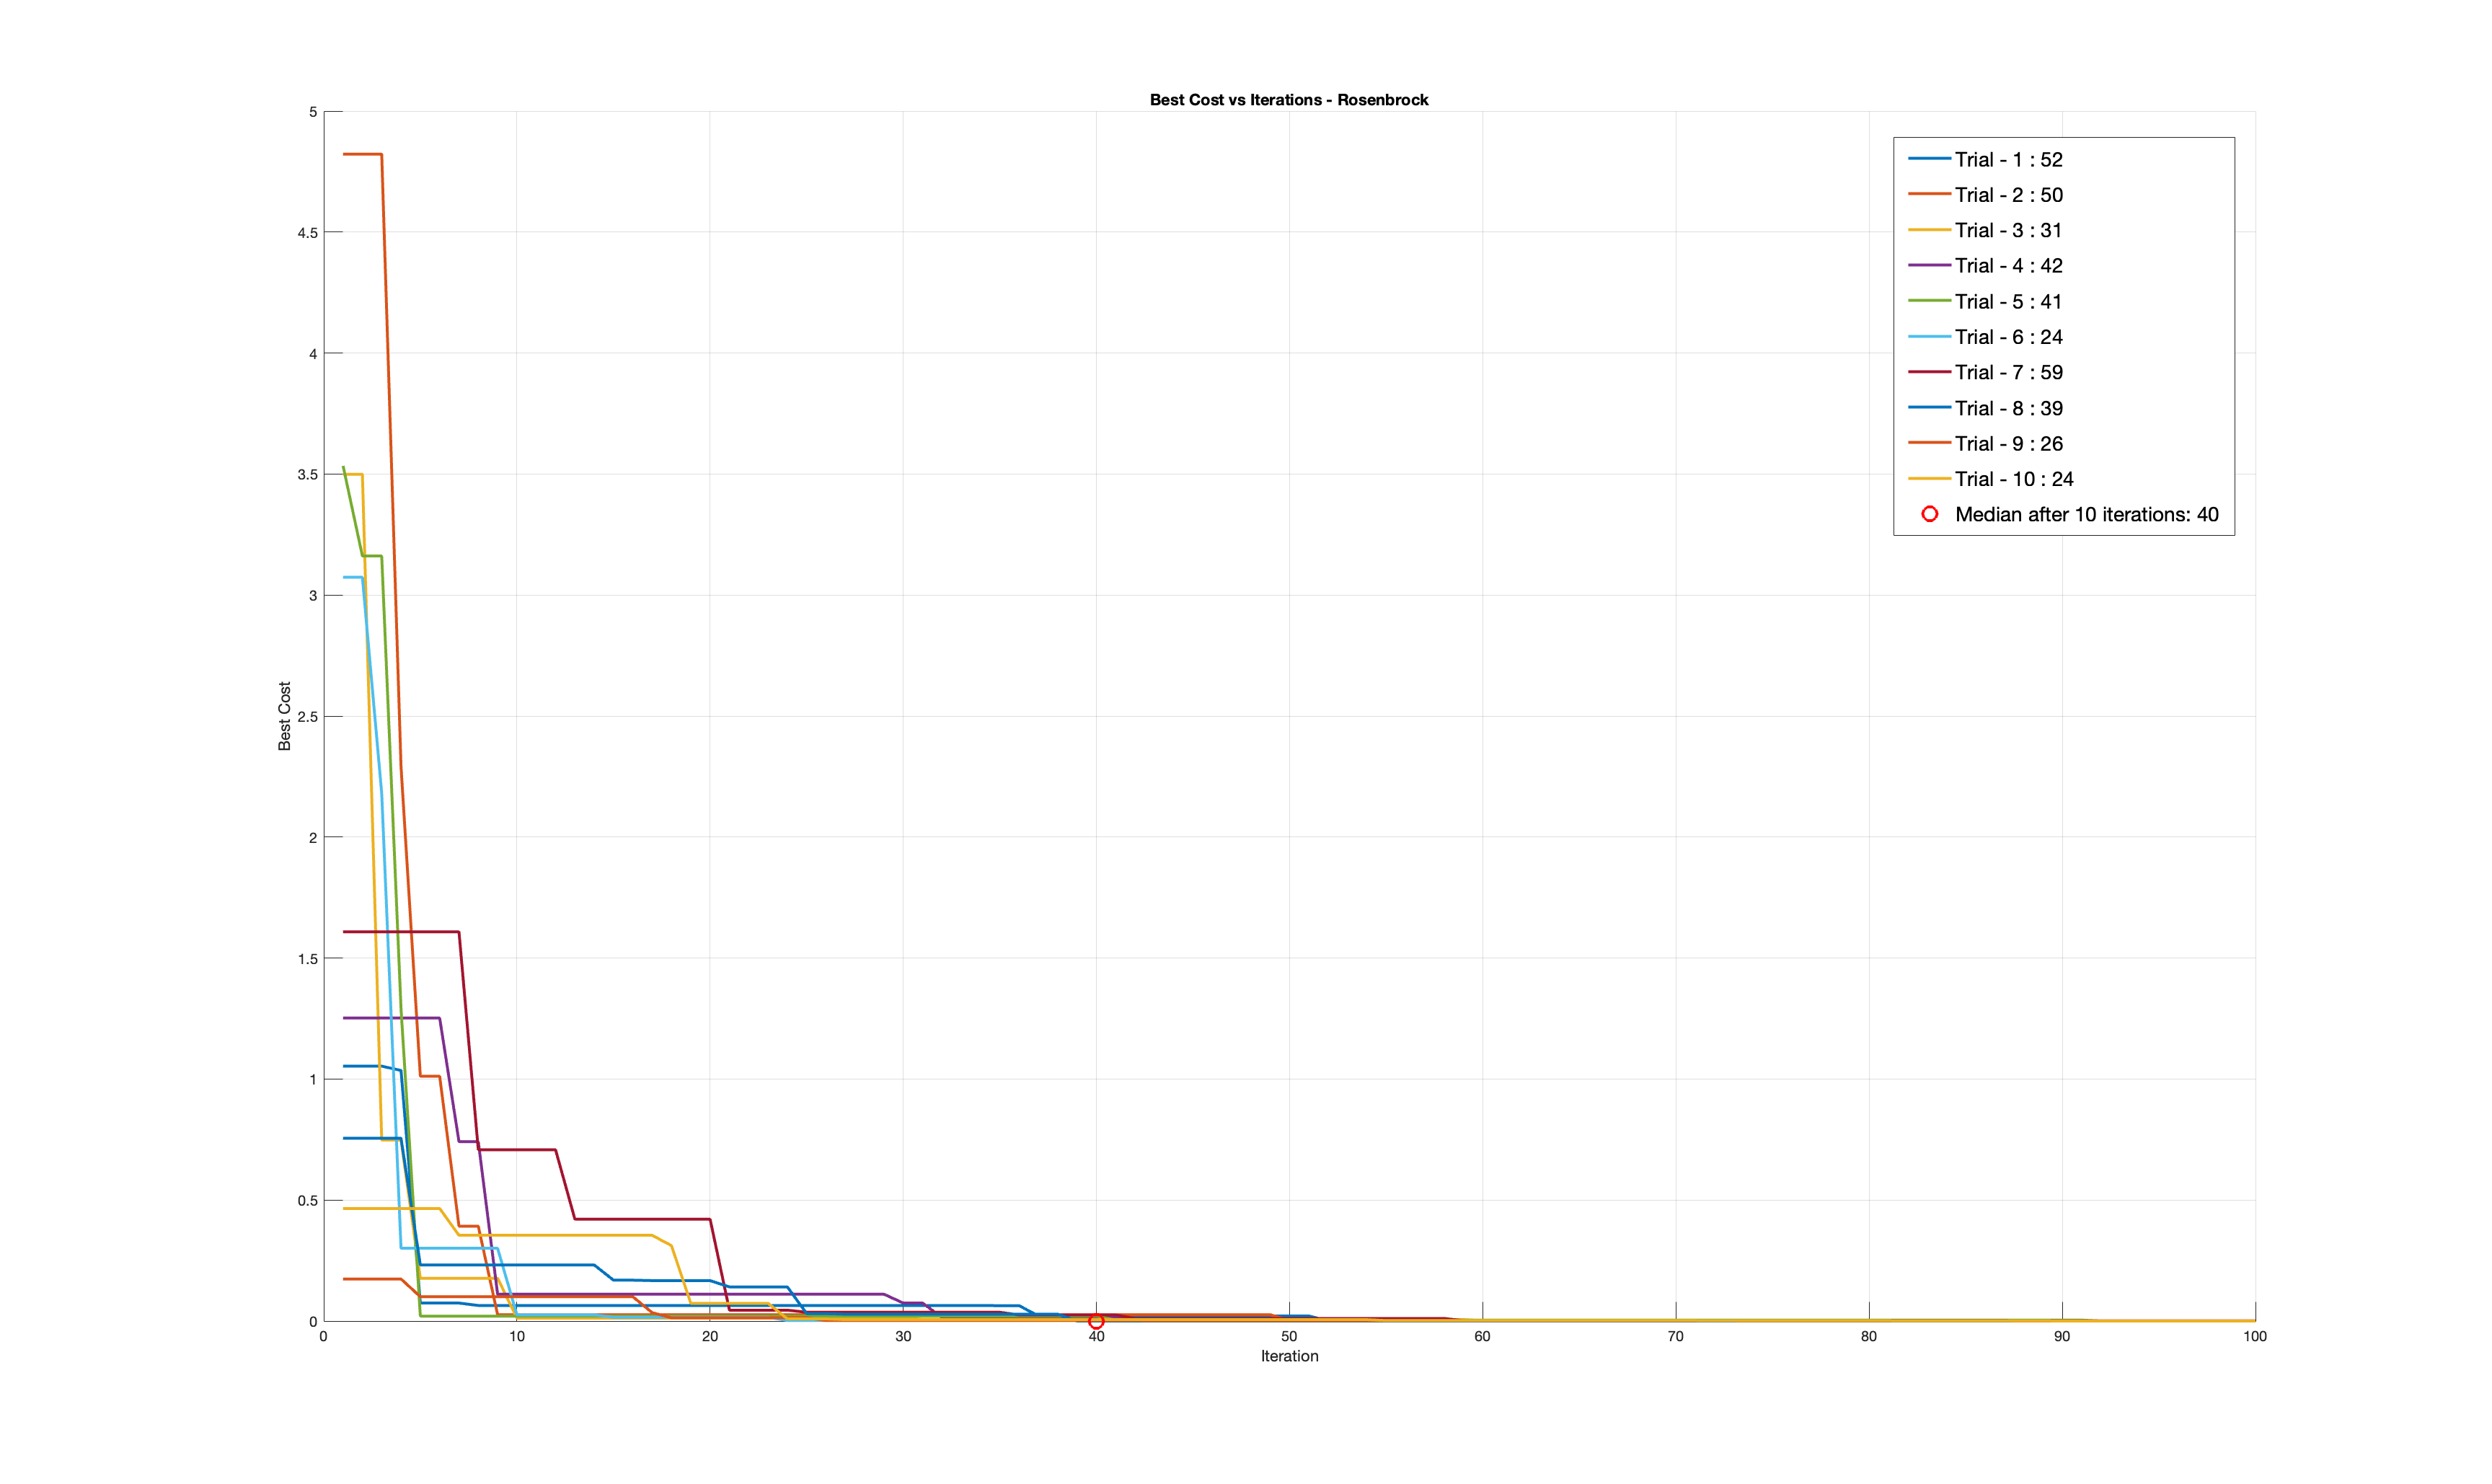 Best Cost vs Iterations - Rosenbrock
5
4.5
4
3.5
3
2.5
2
1.5
1
0.5
0
Best Cost
Trial - 1 : 52
Trial - 2 : 50
Trial - 3 : 31
Trial - 4 : 42
Trial - 5 : 41
Trial - 6 : 24
Trial - 7 : 59
Trial - 8 : 39
Trial - 9 : 26
Trial - 10 : 24
Median after 10 iterations: 40
0 10 20 30 40 50 60 70 80 90 100
Iteration